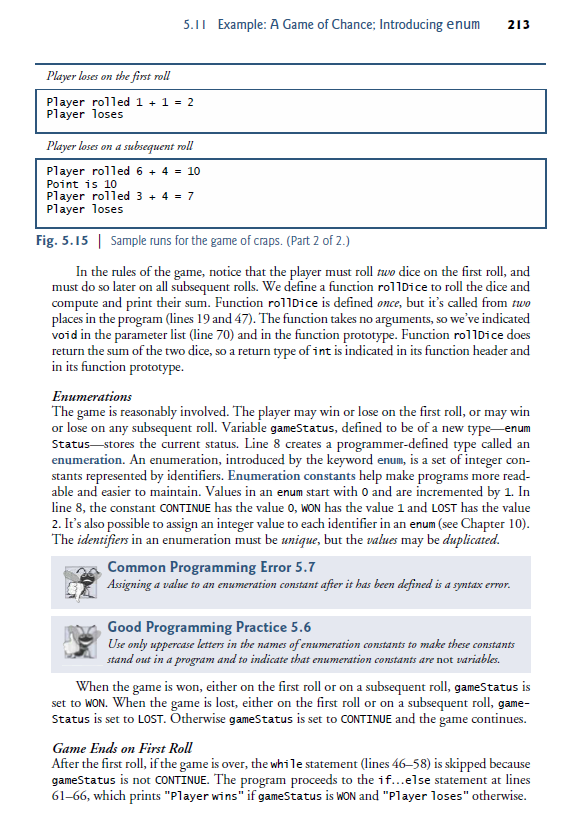 5.11 Example: A Game of Chance; Introducing enum 213
Player loses on the first roll
Player rolled 1 + 1 = 2
Player loses
Player loses on a subsequent roll
Player rolled 6 + 4 = 10
Point is 10
Player rolled 3 + 4 = 7
Player loses
Fig. 5.15 | Sample runs for the game of craps. (Part 2 of 2.)
In the rules of the game, notice that the player must roll two dice on the first roll, and
must do so later on all subsequent rolls. We define a function rollDice to roll the dice and
compute and print their sum. Function rollDice is defined once, but it's called from two
places in the program (lines 19 and 47). The function takes no arguments, so we've indicated
void in the parameter list (line 70) and in the function prototype. Function rollDice does
return the sum of the two dice, so a return type of int is indicated in its function header and
in its function prototype.
Enumerations
The game is reasonably involved. The player may win or lose on the first roll, or may win
or lose on any subsequent roll. Variable gameStatus, defined to be of a new type—enum
Status—stores the current status. Line 8 creates a programmer-defined type called an
enumeration. An enumeration, introduced by the keyword enum, is a set of integer con-
stants represented by identifiers. Enumeration constants help make programs more read-
able and easier to maintain. Values in an enum start with 0 and are incremented by 1. In
line 8, the constant CONTINUE has the value 0, WON has the value 1 and LOST has the value
2. It's also possible to assign an integer value to each identifier in an enum (see Chapter 10).
The identifiers in an enumeration must be unique, but the values may be duplicated.
Common Programming Error 5.7
Assigning a value to an enumeration constant after it has been defined is a syntax error.
Good Programming Practice 5.6
Use only uppercase letters in the names of enumeration constants to make these constants
stand out in a program and to indicate that enumeration constants are not variables.
When the game is won, either on the first roll or on a subsequent roll, gameStatus is
set to WON. When the game is lost, either on the first roll or on a subsequent roll, game-
Status is set to LOST. Otherwise gameStatus is set to CONTINUE and the game continues.
Game Ends on First Roll
After the first roll, if the game is over, the while statement (lines 46–58) is skipped because
gameStatus is not CONTINUE. The program proceeds to the if…else statement at lines
61–66, which prints "Player wins" if gameStatus is WON and "Player loses" otherwise.